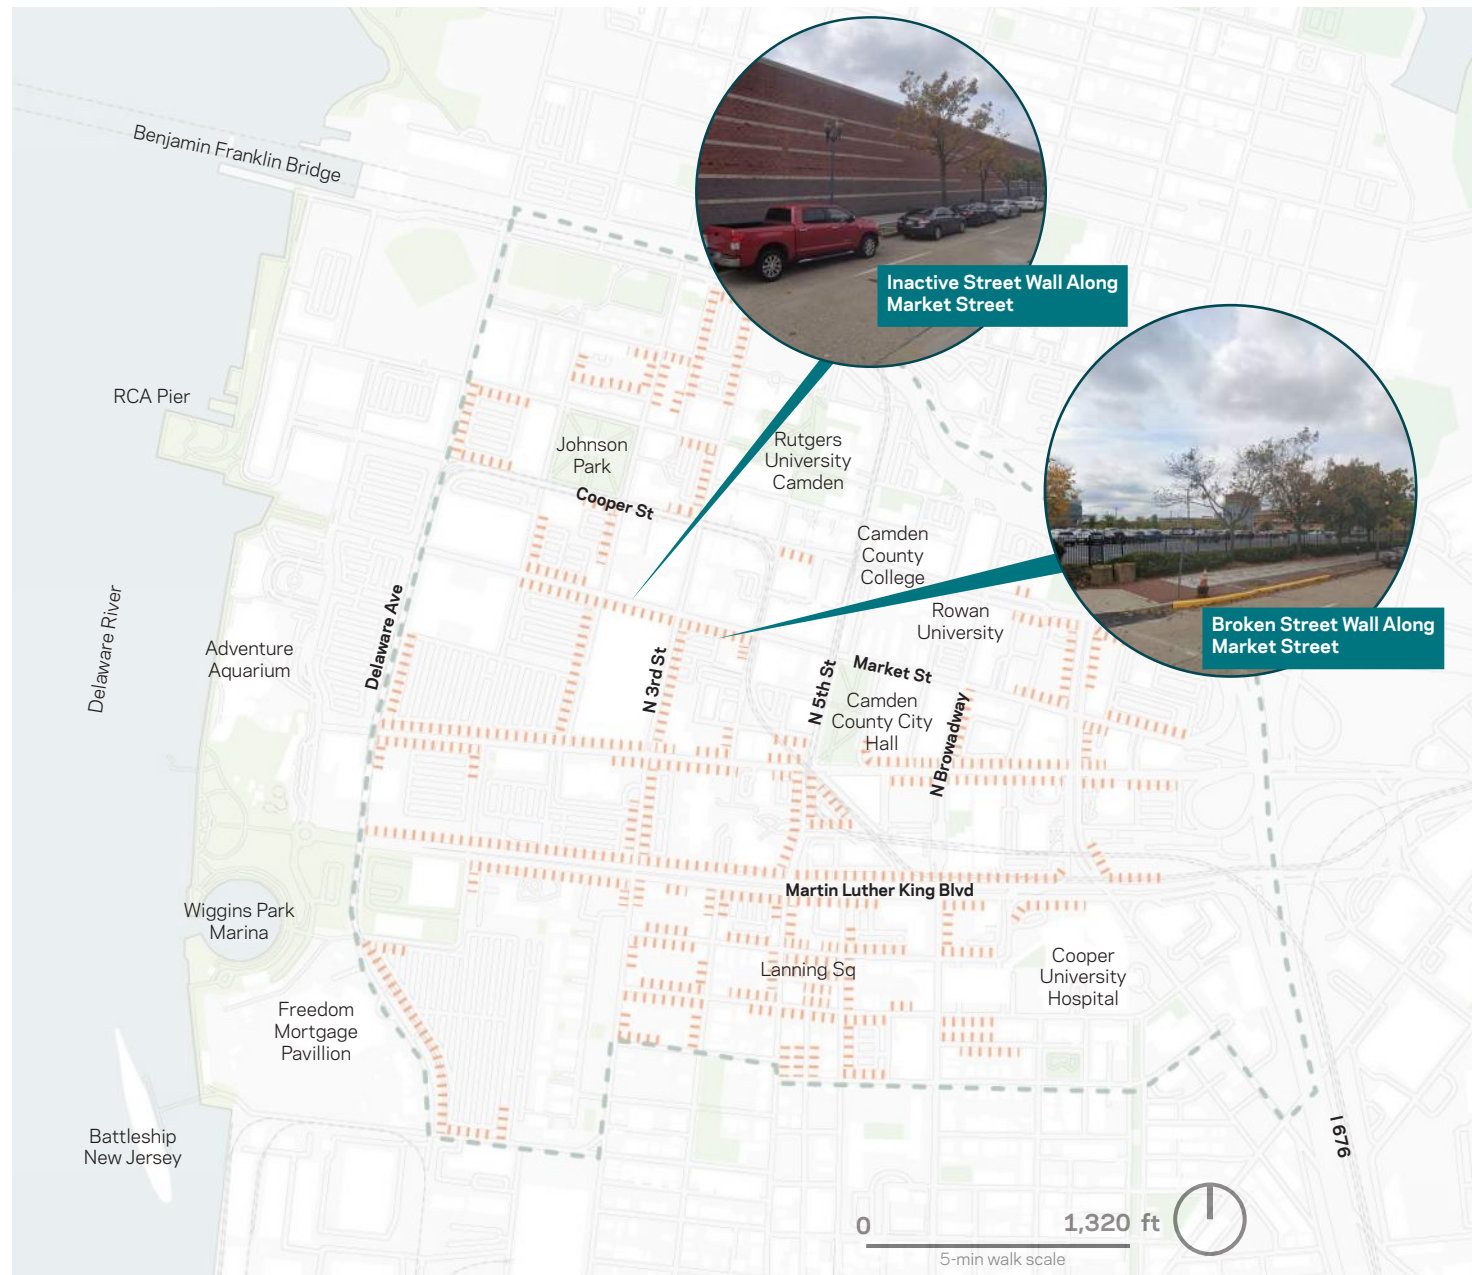 Benjamin Franklin Bridge
Inactive Street Wall Along
Market Street
RCA Pier
Johnson
Park
Rutgers
University
Camden
Cooper St
Camden
County
College
Rowan
University
Broken Street Wall Along
Market Street
Delaware River
Adventure
Aquarium
Delaware Ave
N 3rd St
N 5th St
Market St
Camden
County City
Hall
N Browadway
Martin Luther King Blvd
Wiggins Park
Marina
Lanning Sq
Cooper
University
Hospital
Freedom
Mortgage
Pavillion
Battleship
New Jersey
I 676
0
1,320 ft
5-min walk scale